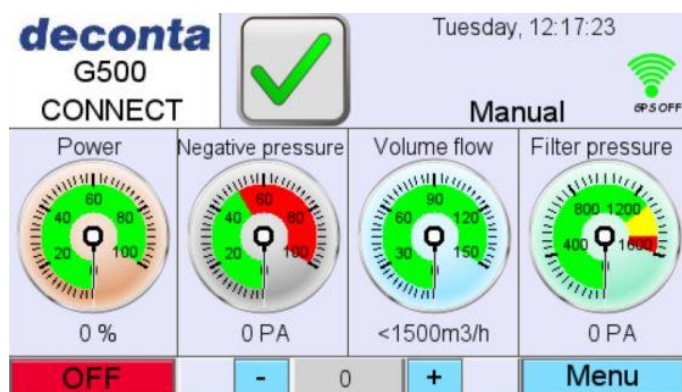 deconta
G500
CONNECT
Tuesday, 12:17:23
Manual
GPS OFF
Power
20 40 60 80 100
0 %
Negative pressure
20 40 60 80 100
0 PA
Volume flow
30 60 90 120 150
<1500m3/h
Filter pressure
400 800 1200 1600
0 PA
OFF
-
0
+
Menu